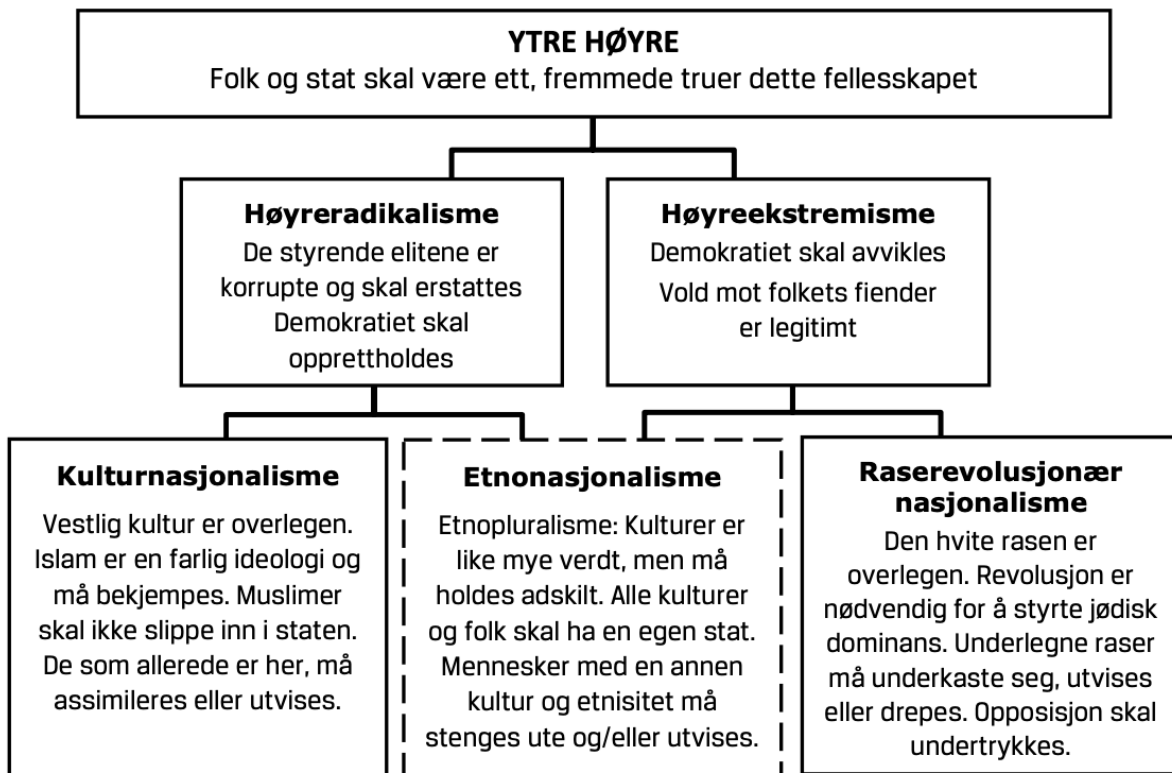 YTRE HØYRE
Folk og stat skal være ett, fremmede truer dette fellesskapet
Høyreradikalisme
De styrende elitene er
korrupte og skal erstattes
Demokratiet skal
opprettholdes
Høyreekstremisme
Demokratiet skal avvikles
Vold mot folkets fiender
er legitimt
Kulturnasjonalisme
Vestlig kultur er overlegen.
Islam er en farlig ideologi og
må bekjempes. Muslimer
skal ikke slippe inn i staten.
De som allerede er her, må
assimileres eller utvises.
Etnonasjonalisme
Etnopluralisme: Kulturer er
like mye verdt, men må
holdes adskilt. Alle kulturer
og folk skal ha en egen stat.
Mennesker med en annen
kultur og etnisitet må
stenges ute og/eller utvises.
Raserevolusjonær
nasjonalisme
Den hvite rasen er
overlegen. Revolusjon er
nødvendig for å styrte jødisk
dominans. Underlegne raser
må underkaste seg, utvises
eller drepes. Opposisjon skal
undertrykkes.